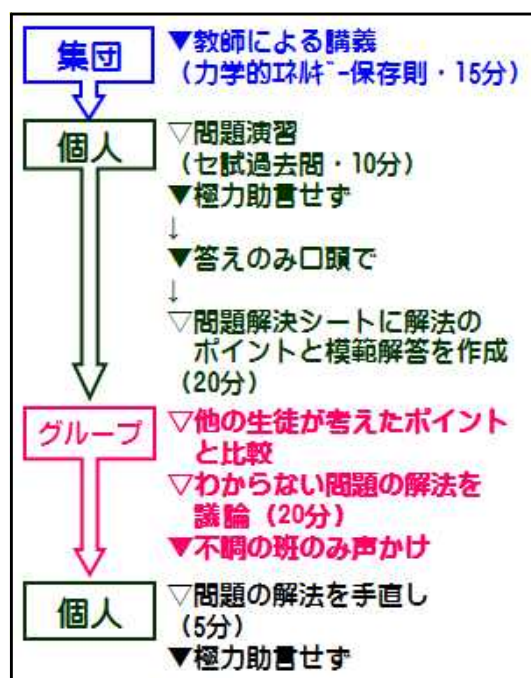 集団
▼教師による講義
(力学的ｴﾈﾙｷﾞｰ保存則・15分)
個人
▽問題演習
(セ試過去問・10分)
▼極力助言せず
↓
▼答えのみ口頭で
↓
▽問題解決シートに解法の
ポイントと模範解答を作成
(20分)
グループ
▽他の生徒が考えたポイント
と比較
▽わからない問題の解法を
議論(20分)
▼不調の班のみ声かけ
個人
▽問題の解法を手直し
(5分)
▼極力助言せず